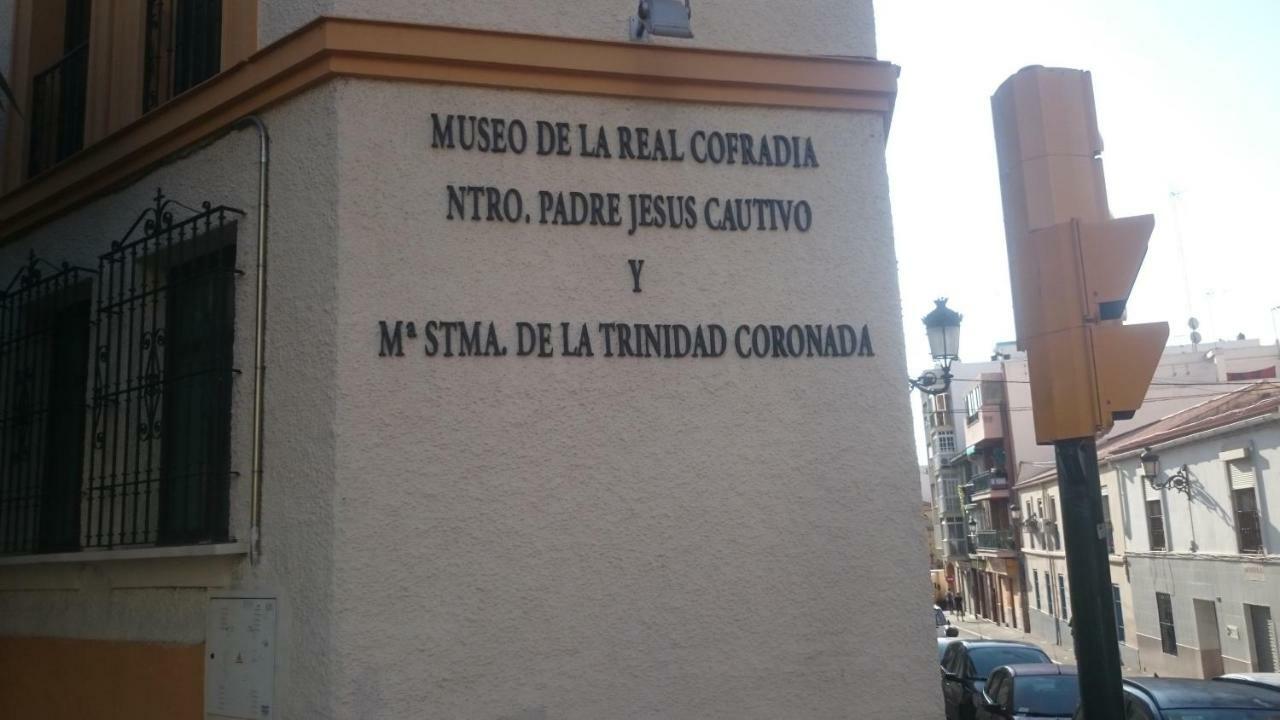 MUSEO DE LA REAL COFRADIA
NTRO. PADRE JESUS CAUTIVO
Y
Mª STMA. DE LA TRINIDAD CORONADA